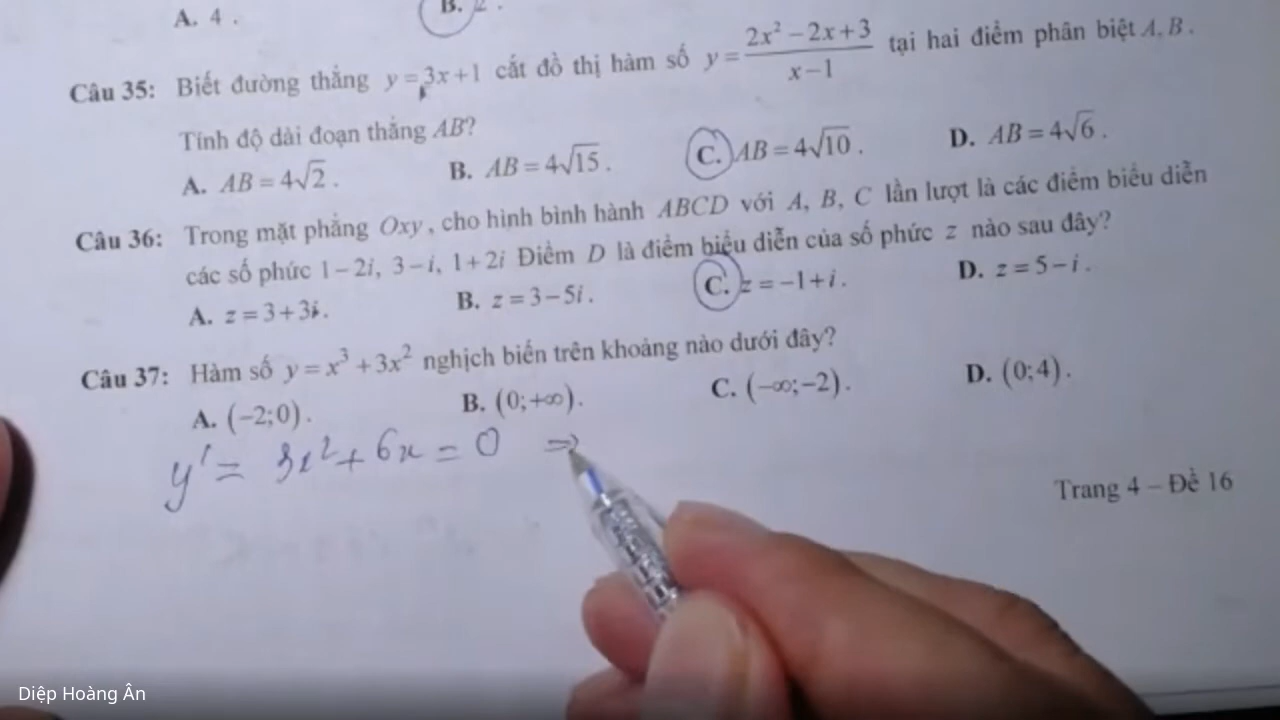 A. 4 .
B. 2 .
Câu 35: Biết đường thẳng y = 3x+1 cắt đồ thị hàm số y = \frac{2x² − 2x + 3}{x − 1} tại hai điểm phân biệt A, B .
Tính độ dài đoạn thẳng AB?
A. AB = 4√2 . B. AB = 4√15 . C. AB = 4√10 . D. AB = 4√6 .
Câu 36: Trong mặt phẳng Oxy , cho hình bình hành ABCD với A, B, C lần lượt là các điểm biểu diễn
các số phức 1−2i, 3−i, 1+2i Điểm D là điểm biểu diễn của số phức z nào sau đây?
A. z = 3+3i . B. z = 3−5i . C. z = −1+i . D. z = 5−i .
Câu 37: Hàm số y = x³ + 3x² nghịch biến trên khoảng nào dưới đây?
A. (−2;0) . B. (0;+∞) . C. (−∞;−2) . D. (0;4) .
y' = 3x² + 6x = 0 ⇒
Trang 4 – Đề 16
Diệp Hoàng Ân